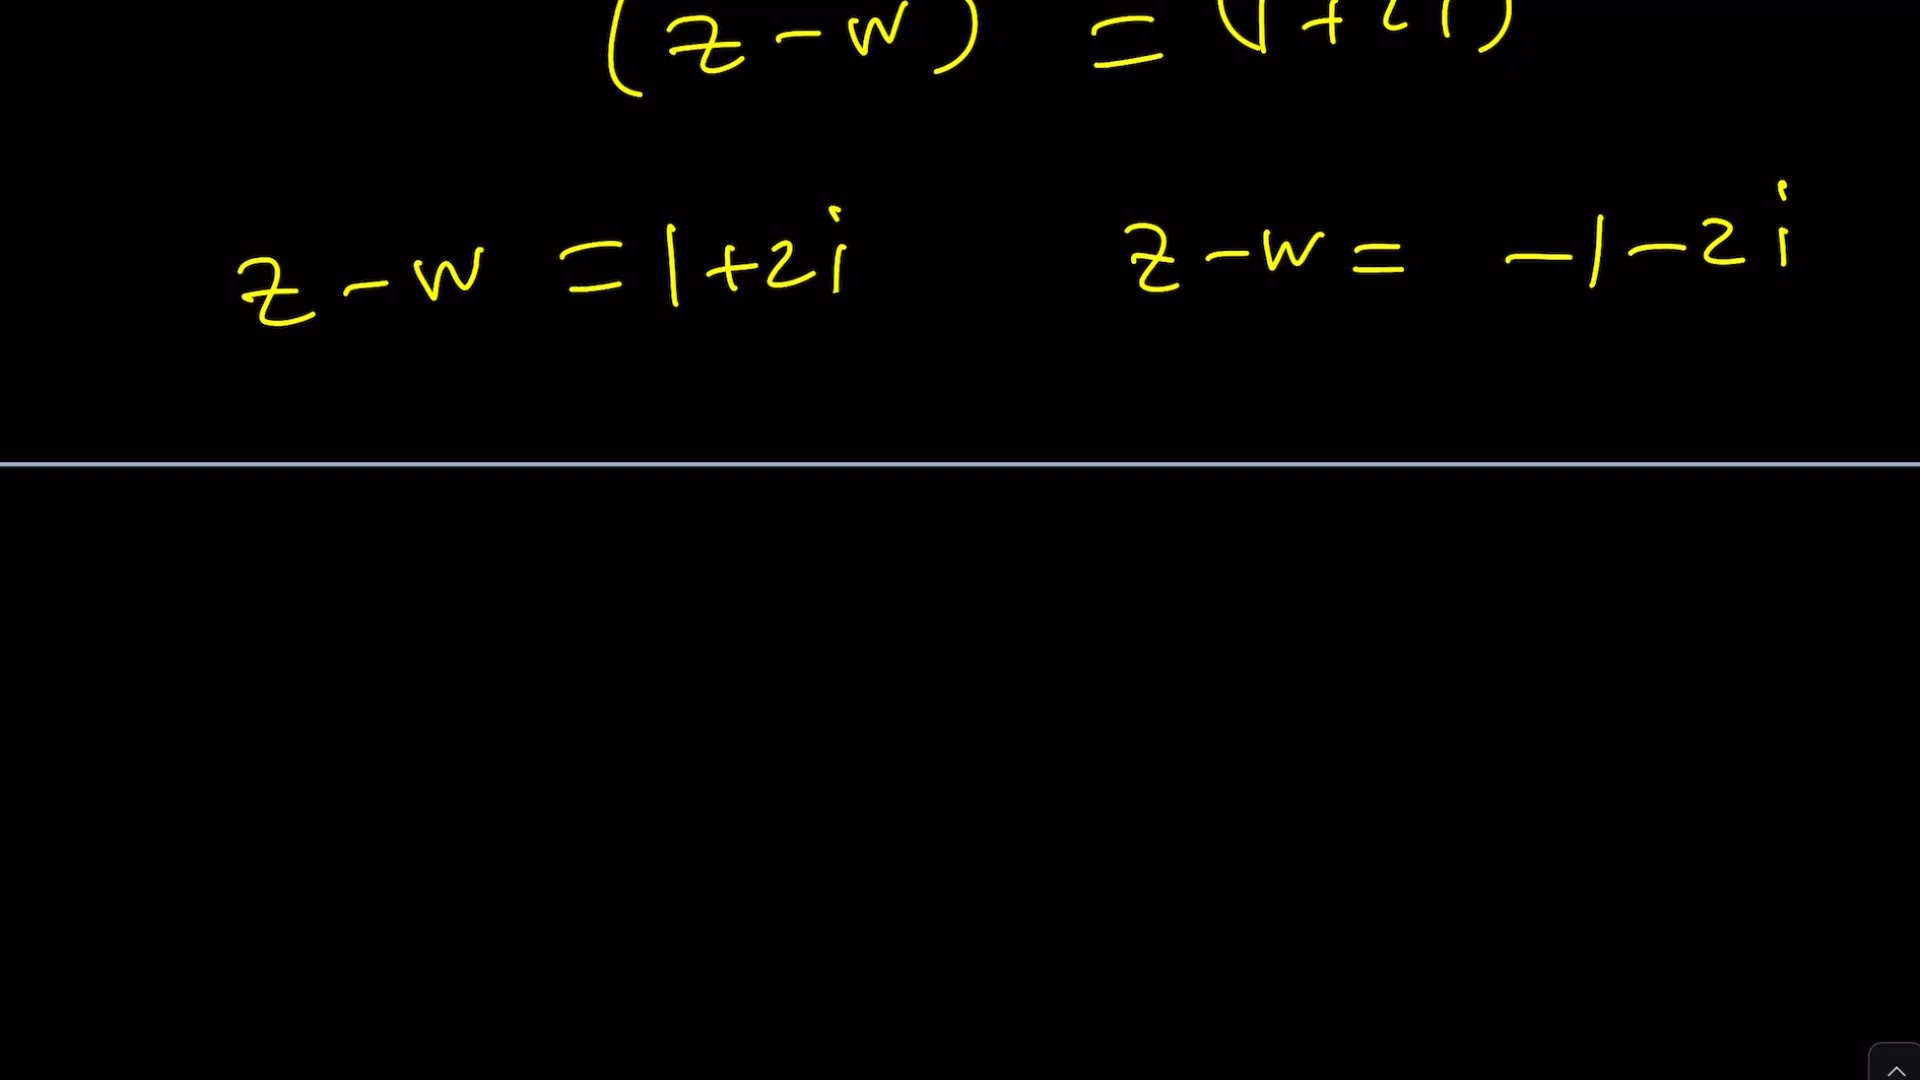 (z-w) = (1+2i)
z-w = 1+2i z-w = -1-2i